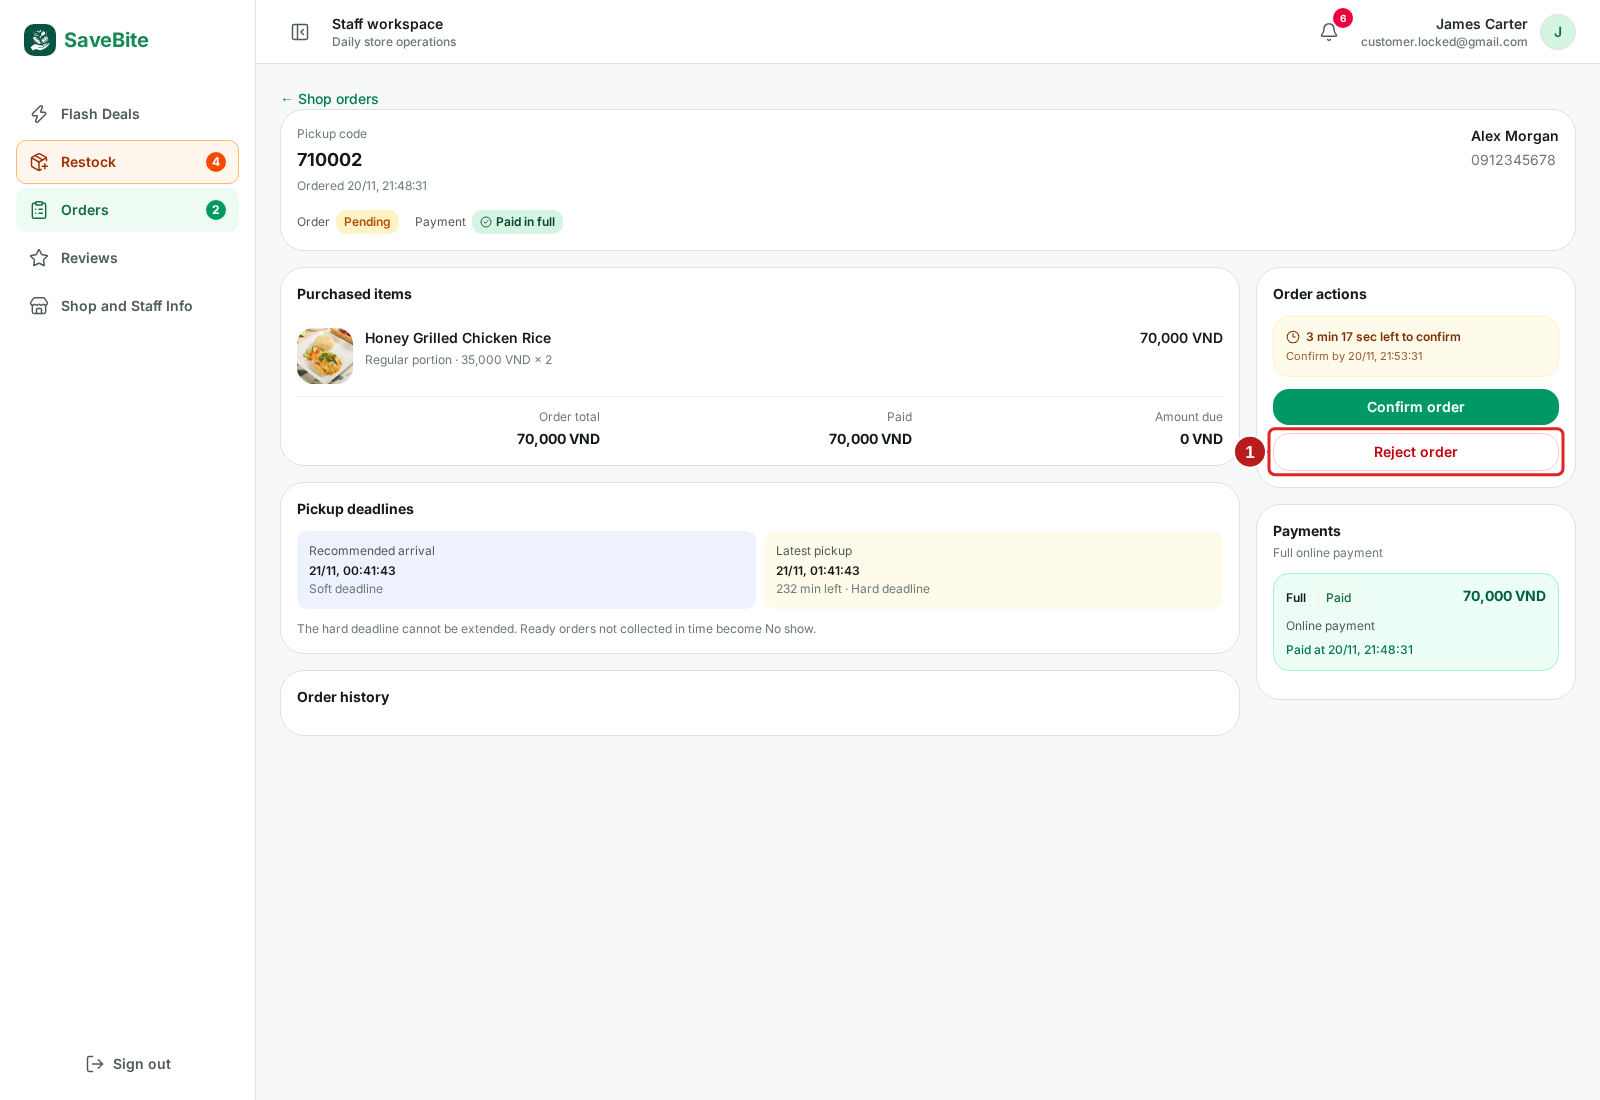 SaveBite
Flash Deals
Restock 4
Orders 2
Reviews
Shop and Staff Info
Sign out
Staff workspace
Daily store operations
6
James Carter
customer.locked@gmail.com
J
← Shop orders
Pickup code
710002
Ordered 20/11, 21:48:31
Order Pending Payment Paid in full
Alex Morgan
0912345678
Purchased items
Honey Grilled Chicken Rice 70,000 VND
Regular portion · 35,000 VND × 2
Order total Paid Amount due
70,000 VND 70,000 VND 0 VND
Pickup deadlines
Recommended arrival
21/11, 00:41:43
Soft deadline
Latest pickup
21/11, 01:41:43
232 min left · Hard deadline
The hard deadline cannot be extended. Ready orders not collected in time become No show.
Order history
Order actions
3 min 17 sec left to confirm
Confirm by 20/11, 21:53:31
Confirm order
1
Reject order
Payments
Full online payment
Full Paid 70,000 VND
Online payment
Paid at 20/11, 21:48:31